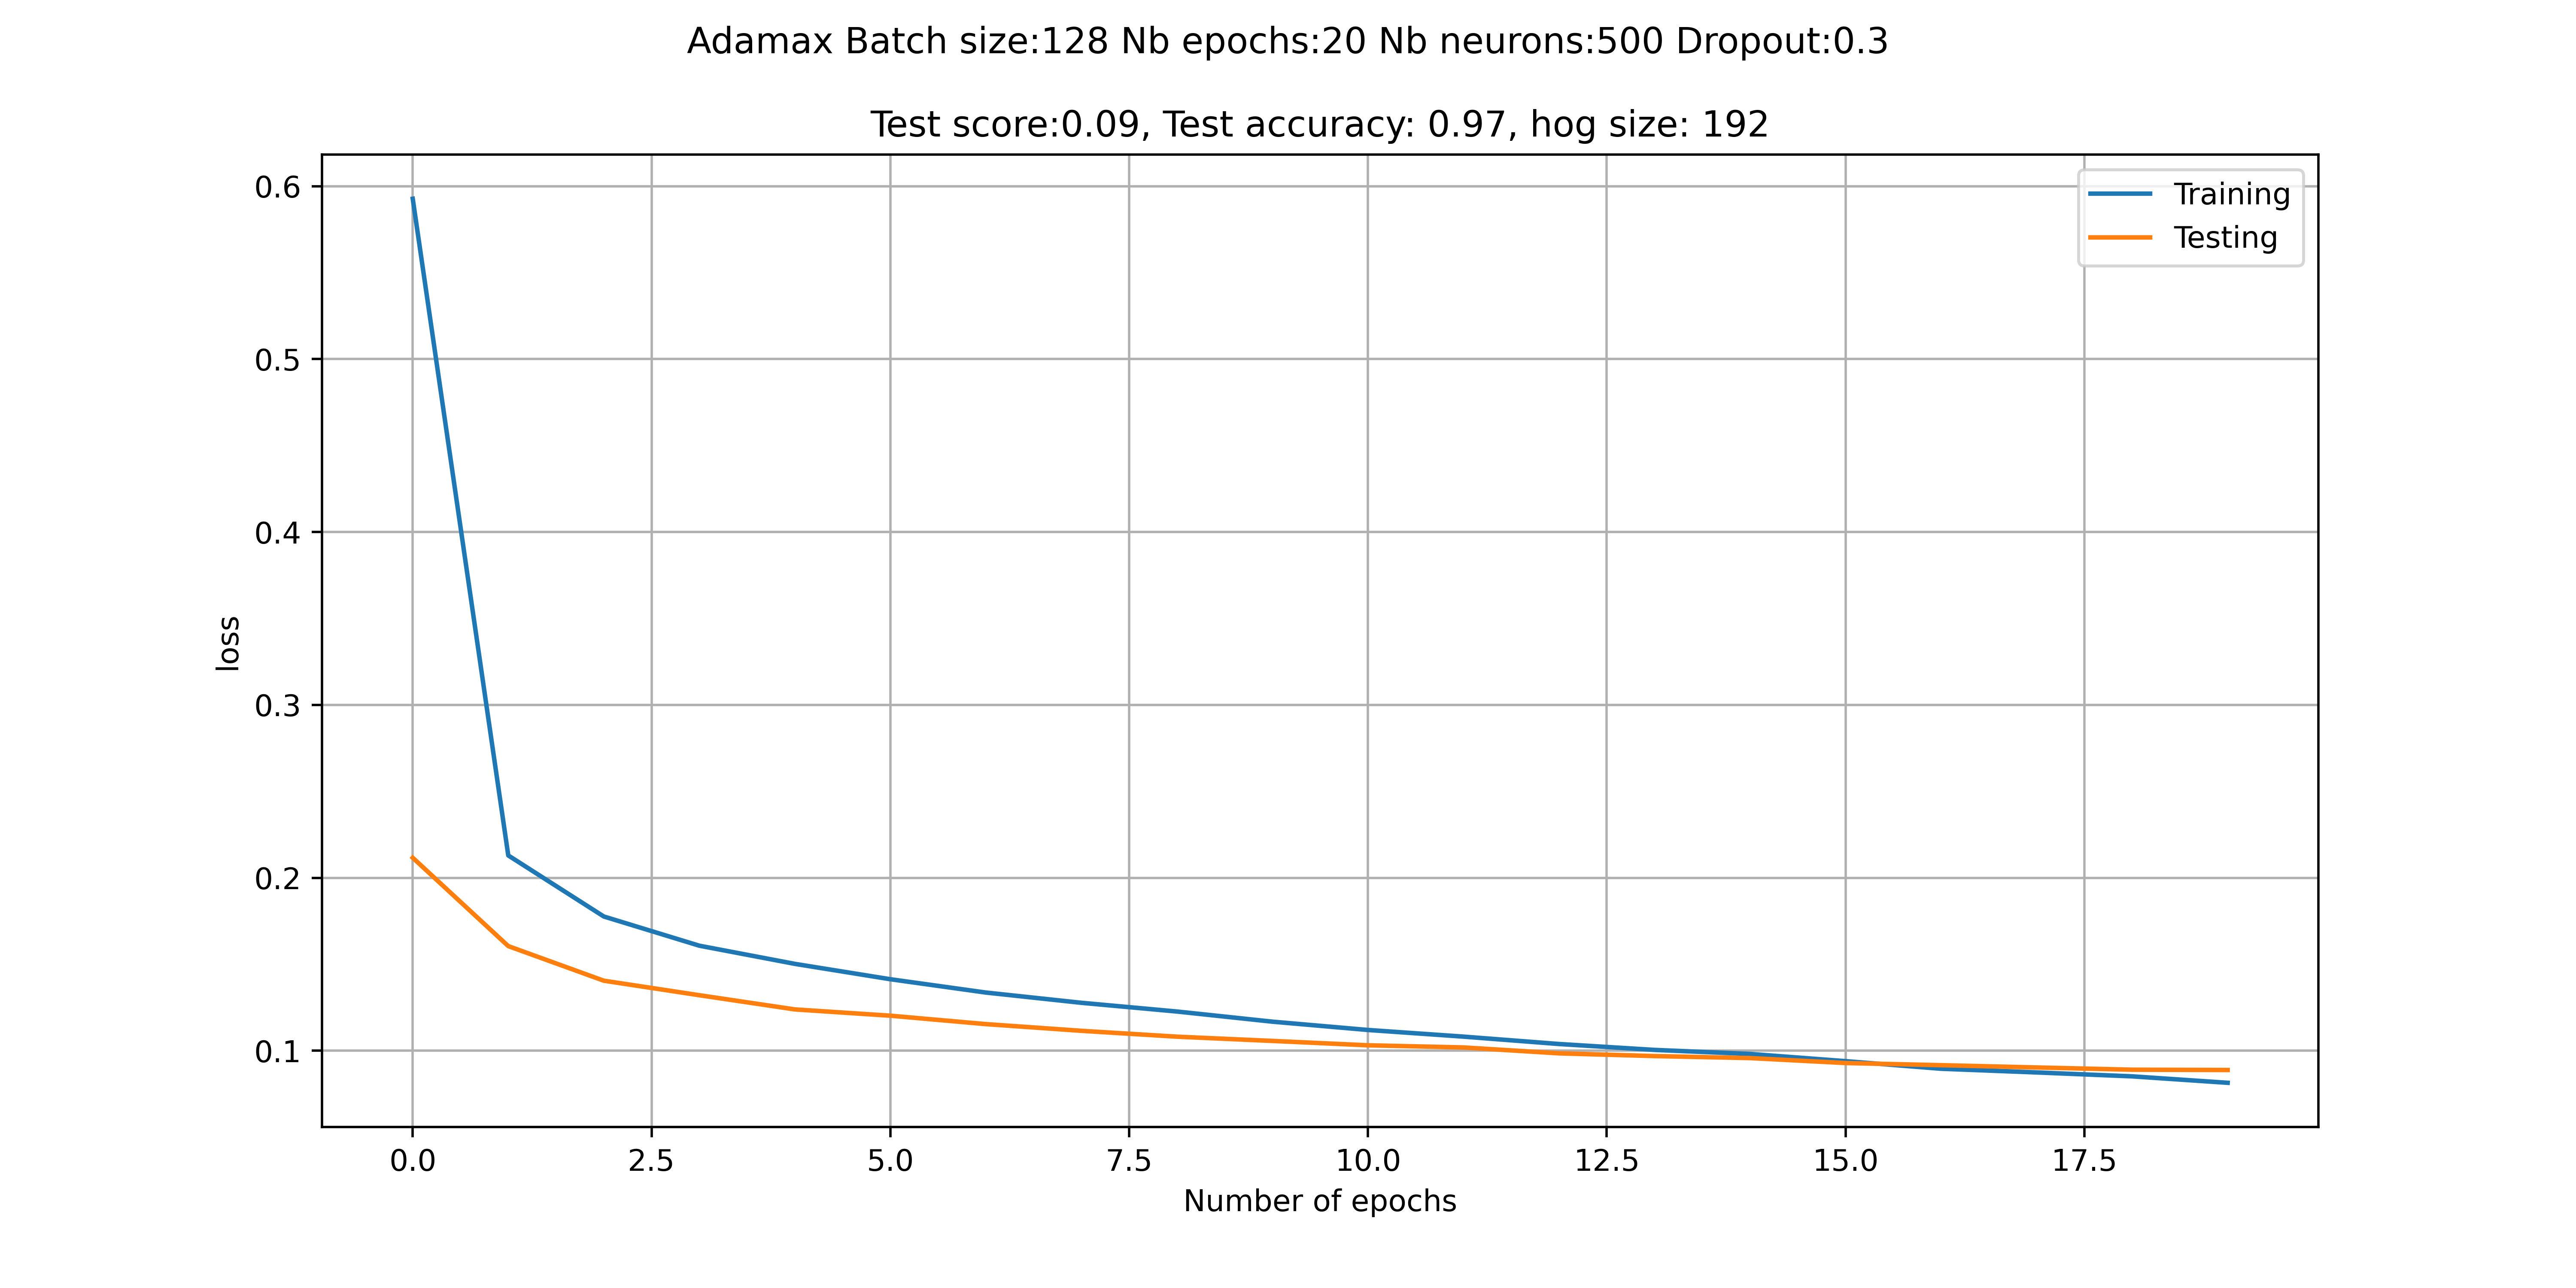 Adamax Batch size:128 Nb epochs:20 Nb neurons:500 Dropout:0.3
Test score:0.09, Test accuracy: 0.97, hog size: 192
Training
Testing
0.6
0.5
0.4
0.3
0.2
0.1
loss
0.0 2.5 5.0 7.5 10.0 12.5 15.0 17.5
Number of epochs